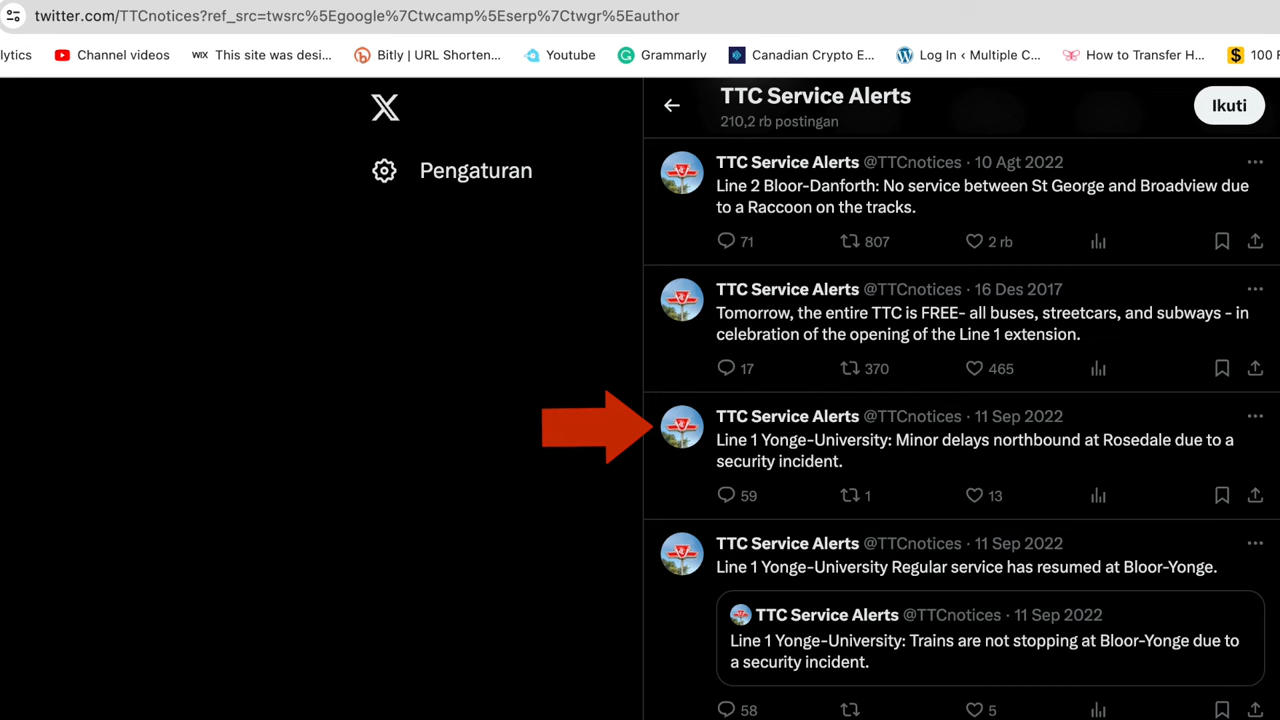 twitter.com/TTCnotices?ref_src=twsrc%5Egoogle%7Ctwcamp%5Eserp%7Ctwgr%5Eauthor
lytics
Channel videos
WIX This site was desi...
Bitly | URL Shorten...
Youtube
Grammarly
Canadian Crypto E...
Log In ‹ Multiple C...
How to Transfer H...
100 F
TTC Service Alerts
210,2 rb postingan
Ikuti
Pengaturan
TTC Service Alerts @TTCnotices · 10 Agt 2022
Line 2 Bloor-Danforth: No service between St George and Broadview due
to a Raccoon on the tracks.
71 807 2 rb
TTC Service Alerts @TTCnotices · 16 Des 2017
Tomorrow, the entire TTC is FREE- all buses, streetcars, and subways - in
celebration of the opening of the Line 1 extension.
17 370 465
TTC Service Alerts @TTCnotices · 11 Sep 2022
Line 1 Yonge-University: Minor delays northbound at Rosedale due to a
security incident.
59 1 13
TTC Service Alerts @TTCnotices · 11 Sep 2022
Line 1 Yonge-University Regular service has resumed at Bloor-Yonge.
TTC Service Alerts @TTCnotices · 11 Sep 2022
Line 1 Yonge-University: Trains are not stopping at Bloor-Yonge due to
a security incident.
58 5